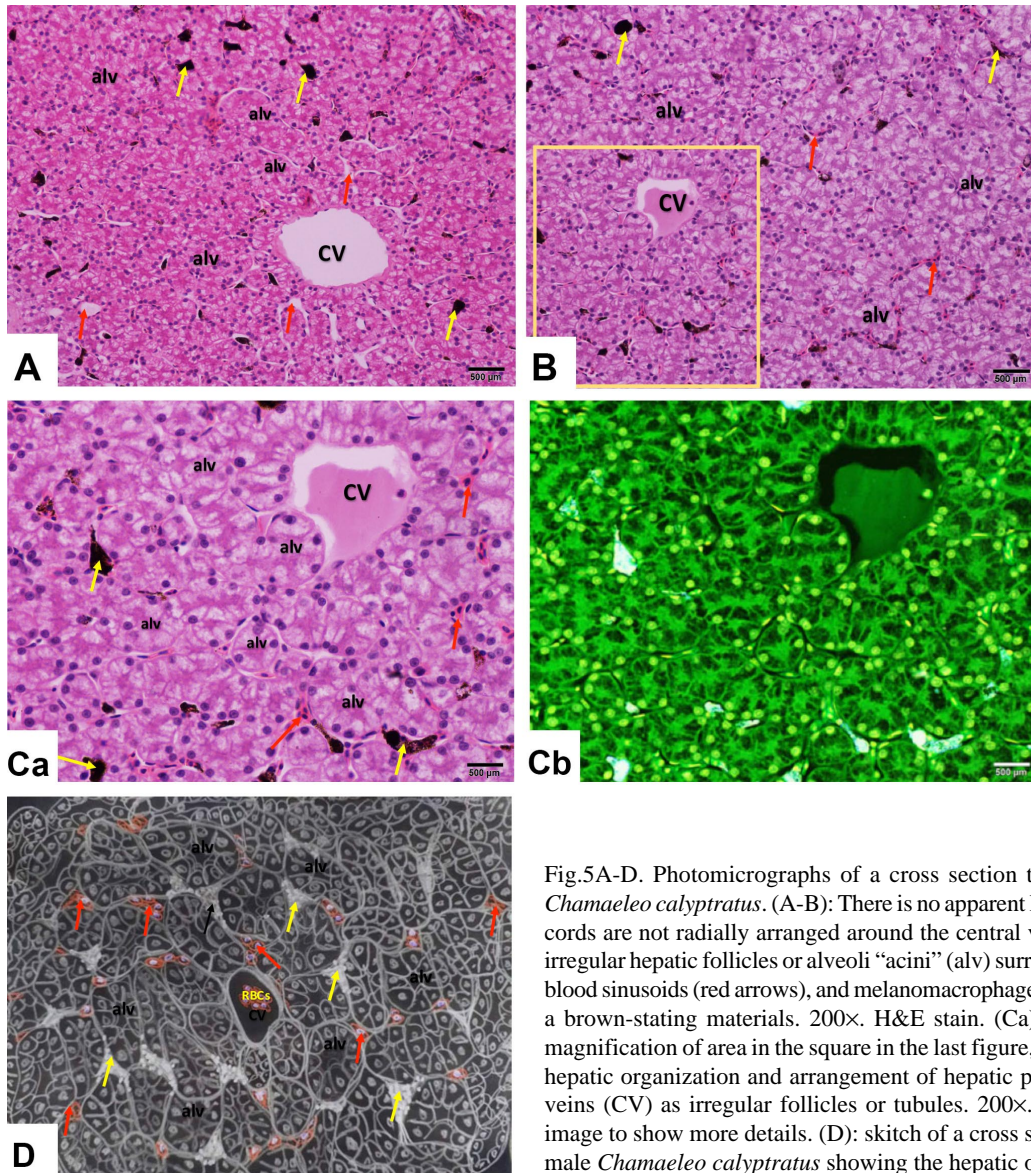 alv
alv
alv
alv
alv
CV
A
500 µm
alv
CV
alv
alv
B
500 µm
alv
CV
alv
alv
alv
alv
Ca
500 µm
Cb
500 µm
alv
alv
RBCs
CV
alv
alv
alv
D
Fig.5A-D. Photomicrographs of a cross section t
Chamaeleo calyptratus. (A-B): There is no apparent
cords are not radially arranged around the central v
irregular hepatic follicles or alveoli “acini” (alv) surr
blood sinusoids (red arrows), and melanomacrophage
a brown-stating materials. 200×. H&E stain. (Ca)
magnification of area in the square in the last figure,
hepatic organization and arrangement of hepatic p
veins (CV) as irregular follicles or tubules. 200×.
image to show more details. (D): skitch of a cross s
male Chamaeleo calyptratus showing the hepatic o